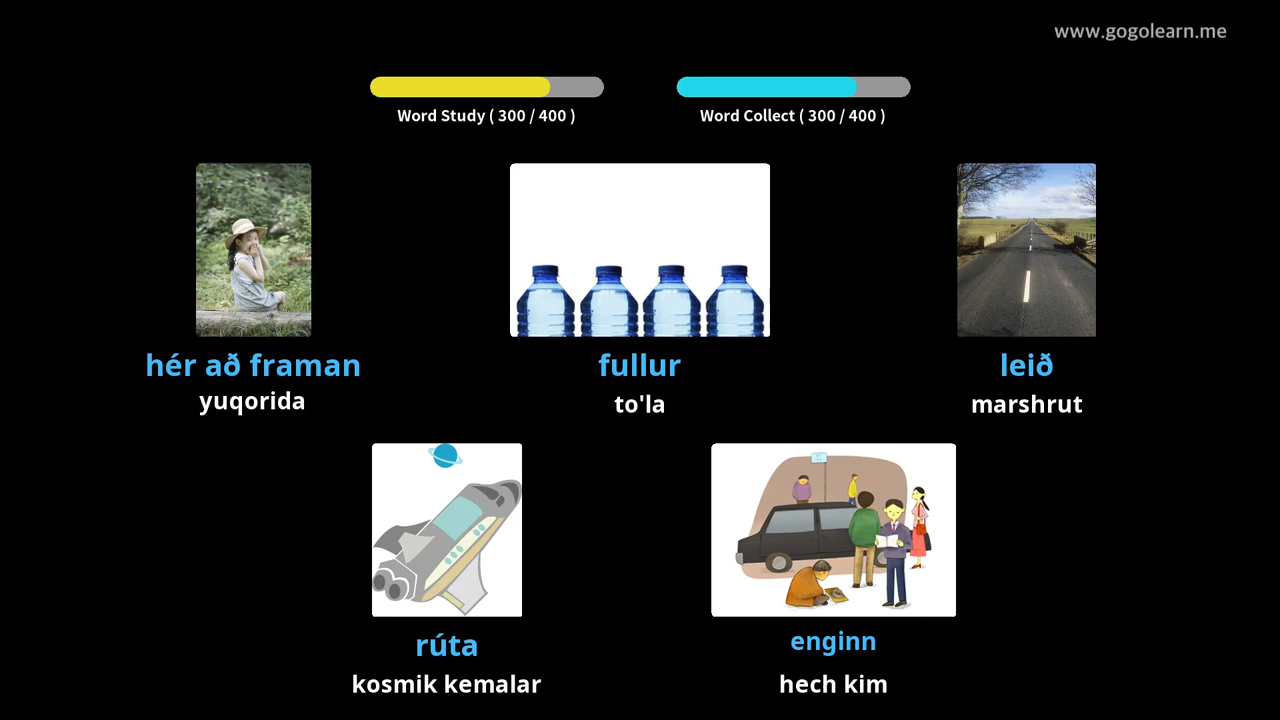 www.gogolearn.me
Word Study ( 300 / 400 )
Word Collect ( 300 / 400 )
hér að framan
yuqorida
fullur
to'la
leið
marshrut
rúta
kosmik kemalar
enginn
hech kim